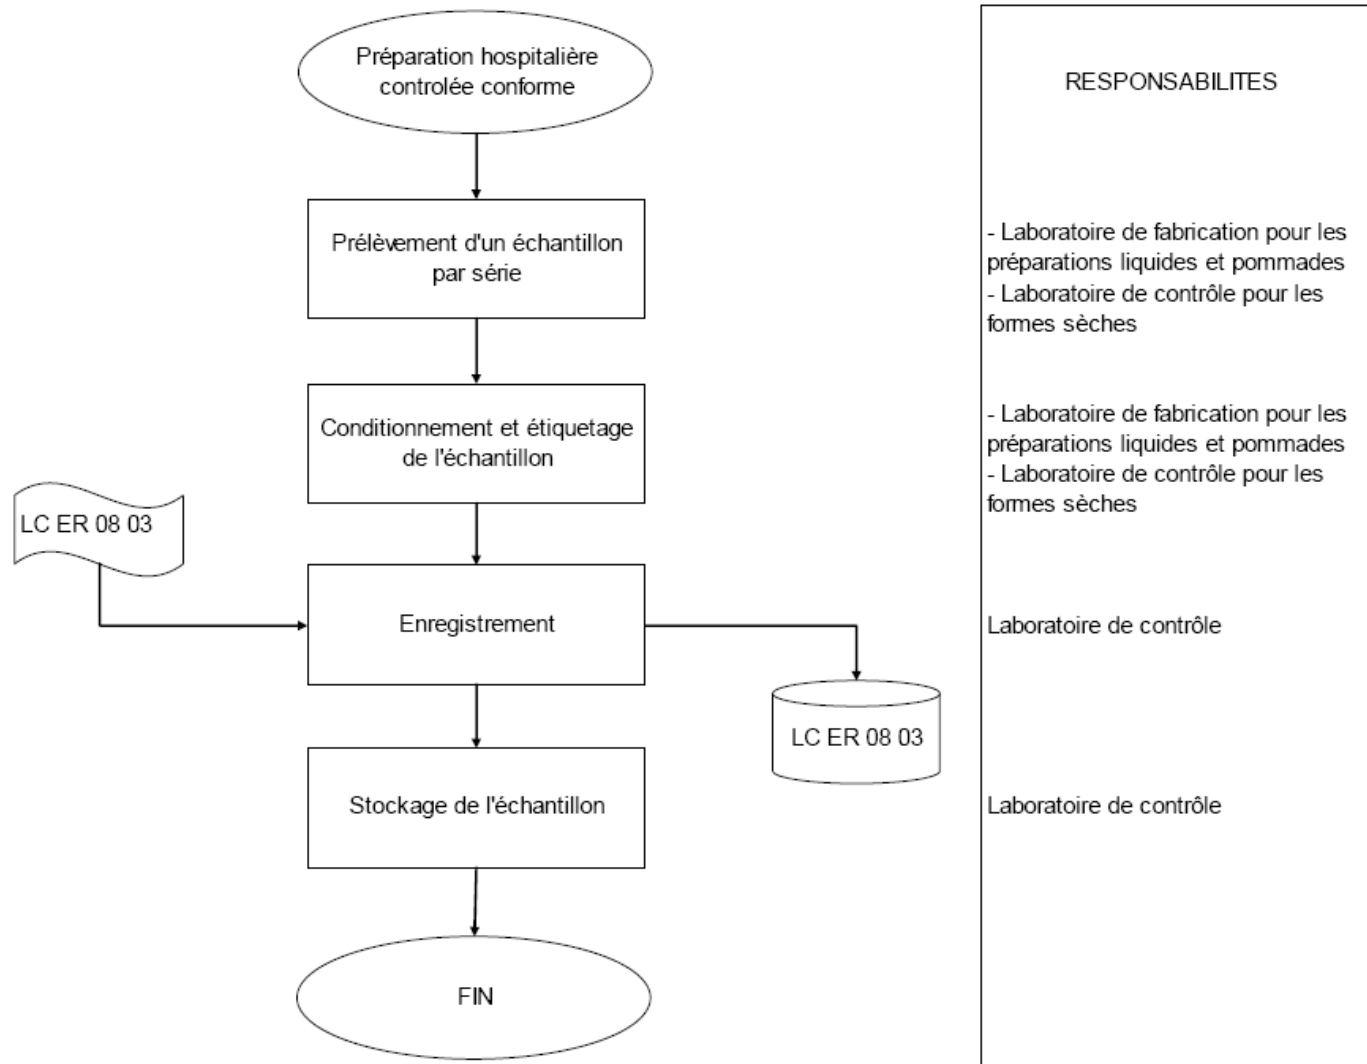 Préparation hospitalière
controlée conforme
RESPONSABILITES
Prélèvement d'un échantillon
par série
- Laboratoire de fabrication pour les
préparations liquides et pommades
- Laboratoire de contrôle pour les
formes sèches
Conditionnement et étiquetage
de l'échantillon
- Laboratoire de fabrication pour les
préparations liquides et pommades
- Laboratoire de contrôle pour les
formes sèches
LC ER 08 03
Enregistrement
Laboratoire de contrôle
LC ER 08 03
Stockage de l'échantillon
Laboratoire de contrôle
FIN